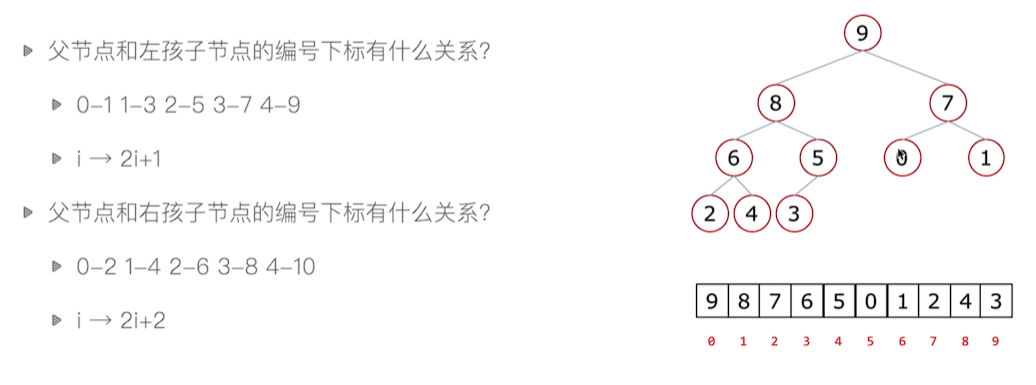 父节点和左孩子节点的编号下标有什么关系?
0–1 1–3 2–5 3–7 4–9
i → 2i+1
父节点和右孩子节点的编号下标有什么关系?
0–2 1–4 2–6 3–8 4–10
i → 2i+2
9
8 7
6 5 0 1
2 4 3
9 8 7 6 5 0 1 2 4 3
0 1 2 3 4 5 6 7 8 9